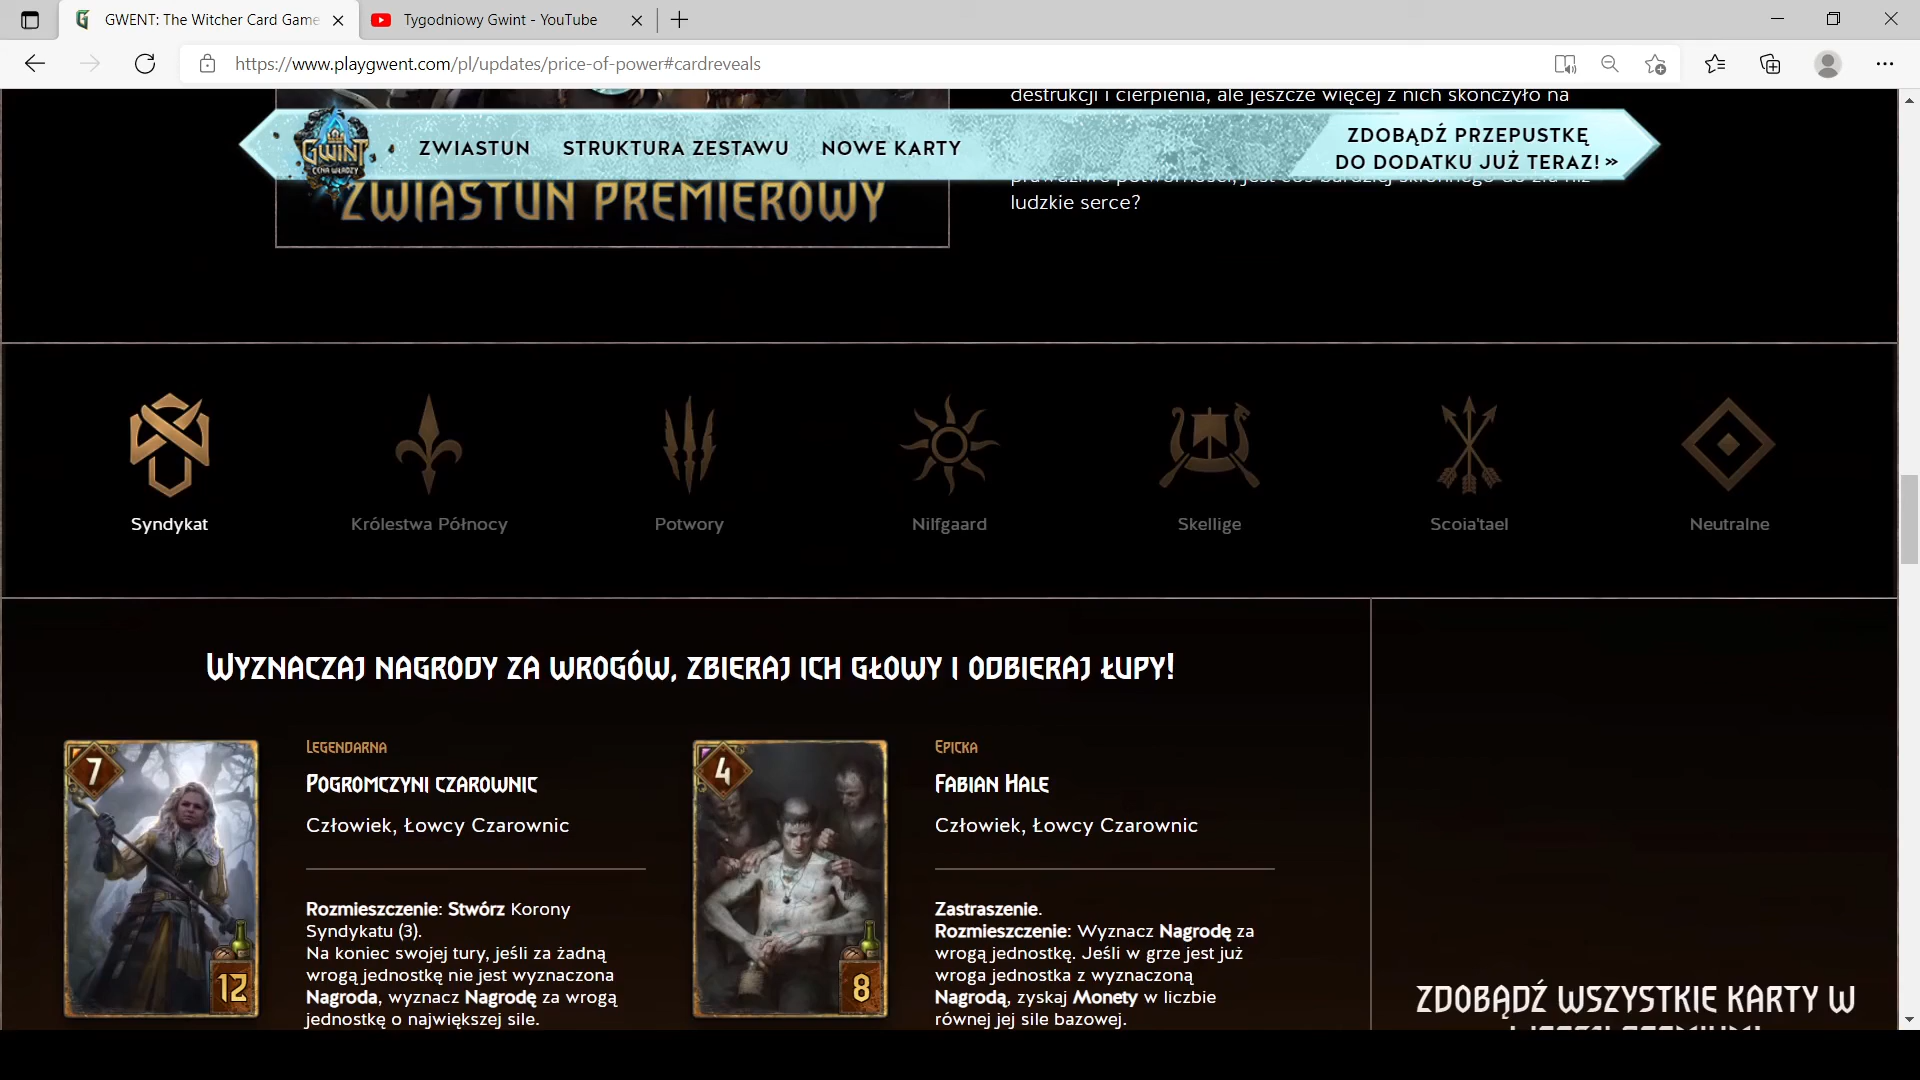 GWENT: The Witcher Card Game
Tygodniowy Gwint - YouTube
https://www.playgwent.com/pl/updates/price-of-power#cardreveals
destrukcji i cierpienia, ale jeszcze więcej z nich skończyło na
GWINT
CENA WŁADZY
ZWIASTUN
STRUKTURA ZESTAWU
NOWE KARTY
ZDOBĄDŹ PRZEPUSTKĘ
DO DODATKU JUŻ TERAZ! »
ludzkie serce?
ZWIASTUN PREMIEROWY
Syndykat
Królestwa Północy
Potwory
Nilfgaard
Skellige
Scoia'tael
Neutralne
Wyznaczaj nagrody za wrogów, zbieraj ich głowy i odbieraj łupy!
7
12
Legendarna
Pogromczyni czarownic
Człowiek, Łowcy Czarownic
Rozmieszczenie: Stwórz Korony
Syndykatu (3).
Na koniec swojej tury, jeśli za żadną
wrogą jednostkę nie jest wyznaczona
Nagroda, wyznacz Nagrodę za wrogą
jednostkę o największej sile.
4
8
Epicka
Fabian Hale
Człowiek, Łowcy Czarownic
Zastraszenie.
Rozmieszczenie: Wyznacz Nagrodę za
wrogą jednostkę. Jeśli w grze jest już
wroga jednostka z wyznaczoną
Nagrodą, zyskaj Monety w liczbie
równej jej sile bazowej.
ZDOBĄDŹ WSZYSTKIE KARTY W